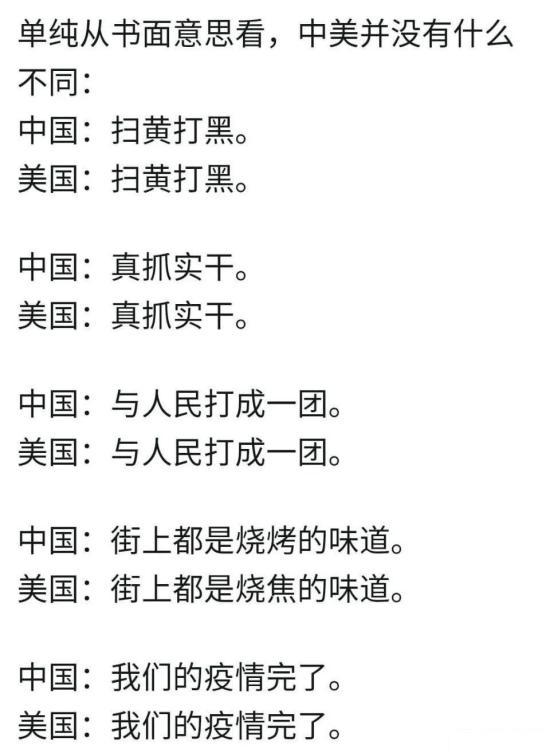 单纯从书面意思看，中美并没有什么
不同：
中国：扫黄打黑。
美国：扫黄打黑。
中国：真抓实干。
美国：真抓实干。
中国：与人民打成一团。
美国：与人民打成一团。
中国：街上都是烧烤的味道。
美国：街上都是烧焦的味道。
中国：我们的疫情完了。
美国：我们的疫情完了。